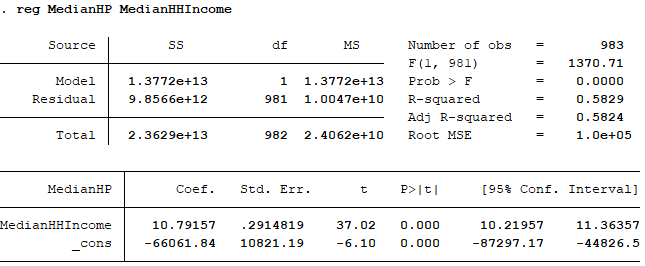 . reg MedianHP MedianHHIncome
Source SS df MS Number of obs = 983
F(1, 981) = 1370.71
Model 1.3772e+13 1 1.3772e+13 Prob > F = 0.0000
Residual 9.8566e+12 981 1.0047e+10 R-squared = 0.5829
Adj R-squared = 0.5824
Total 2.3629e+13 982 2.4062e+10 Root MSE = 1.0e+05
MedianHP Coef. Std. Err. t P>|t| [95% Conf. Interval]
MedianHHIncome 10.79157 .2914819 37.02 0.000 10.21957 11.36357
_cons -66061.84 10821.19 -6.10 0.000 -87297.17 -44826.5